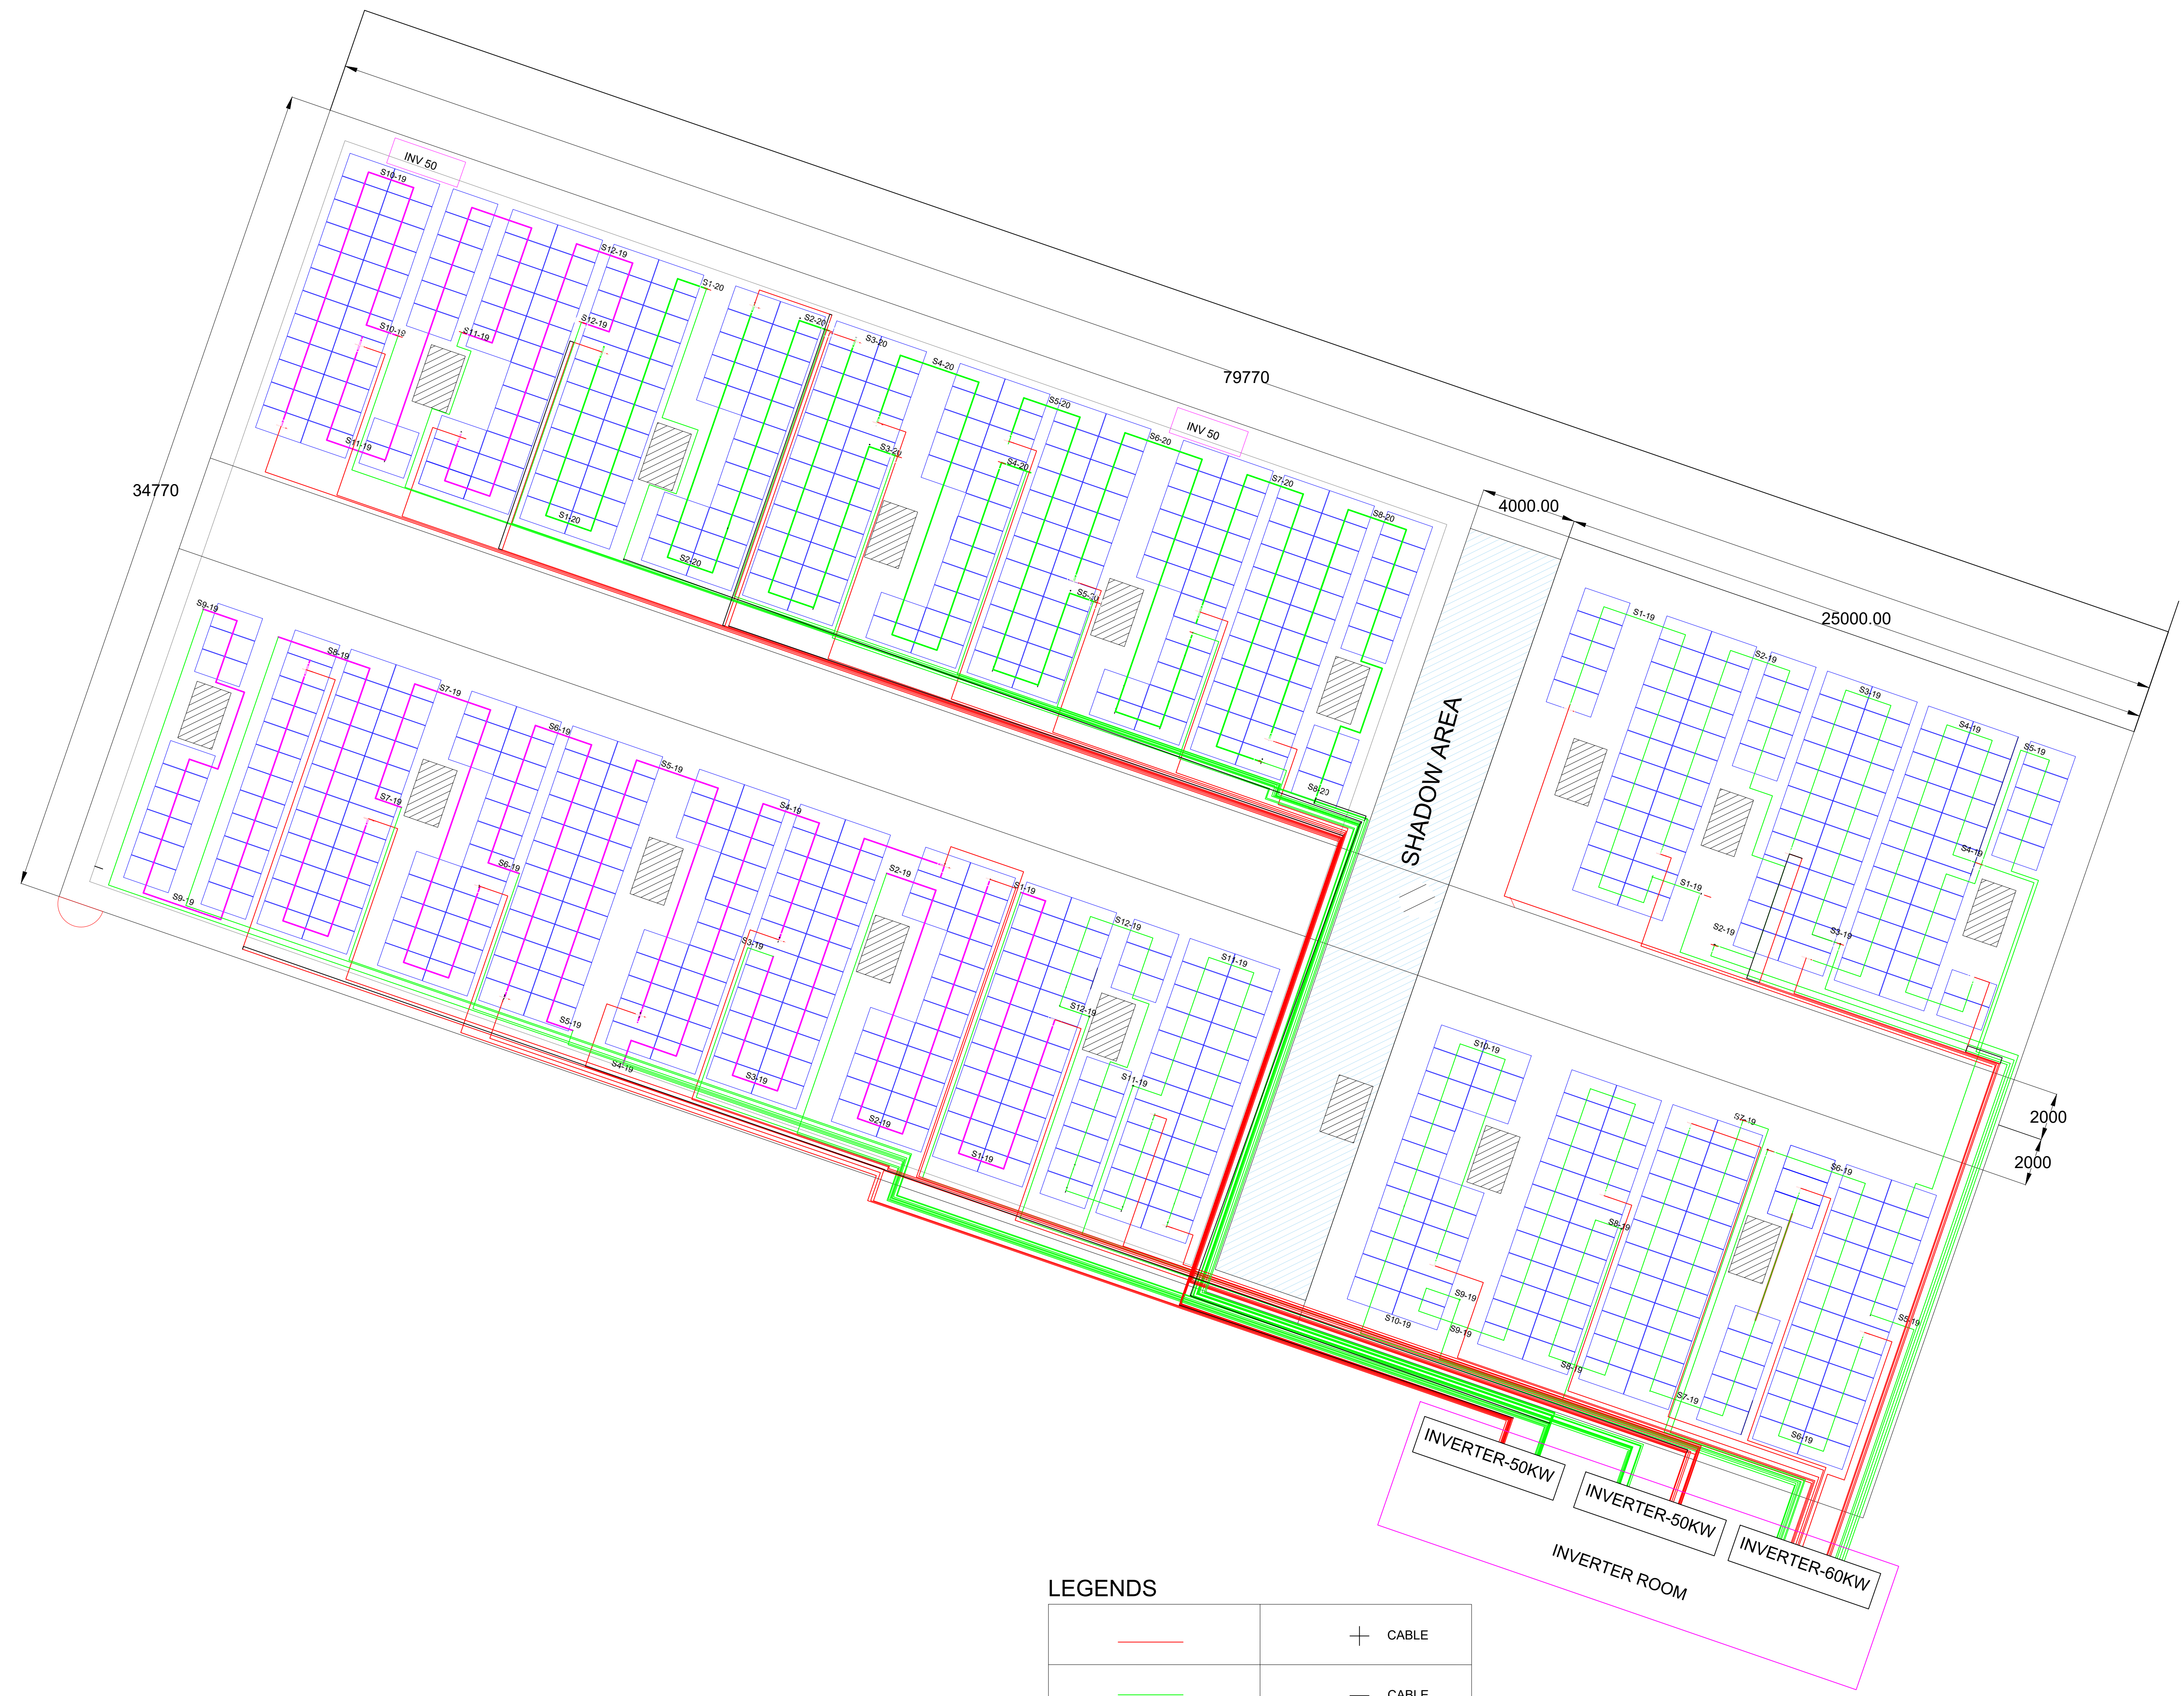 INV 50
S10-19
S12-19
S1-20
S10-19
S11-19
S12-19
S2-20
S3-20
S4-20
79770
S5-20
INV 50
S6-20
S3-20
S4-20
S11-19
S7-20
34770
S1-20
S8-20
4000.00
S2-20
S5-20
25000.00
S1-19
S9-19
S2-19
S8-19
S3-19
S7-19
S4-19
S6-19
SHADOW AREA
S5-19
S5-19
S8-20
S7-19
S4-19
S4-19
S6-19
S2-19
S1-19
S1-19
S9-19
S12-19
S2-19
S3-19
S3-19
S11-19
S12-19
S5-19
S10-19
S4-19
S3-19
S11-19
2000
S2-19
S7-19
S1-19
2000
S6-19
S8-19
S9-19
S10-19
S9-19
S5-19
S8-19
S7-19
S6-19
INVERTER-50KW
INVERTER-50KW
INVERTER-60KW
INVERTER ROOM
LEGENDS
+ CABLE
— CABLE